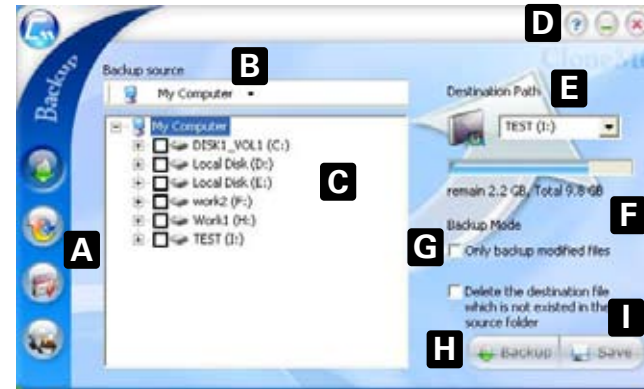 D
B
Backup
Backup source
My Computer
E
Destination Path
TEST (I:)
My Computer
DISK1_VOL1 (C:)
Local Disk (D:)
Local Disk (E:)
work2 (F:)
Work1 (H:)
TEST (I:)
C
remain 2.2 GB, Total 9.8 GB
F
Backup Mode
A
G
Only backup modified files
Delete the destination file
which is not existed in the
source folder
I
H
Backup
Save